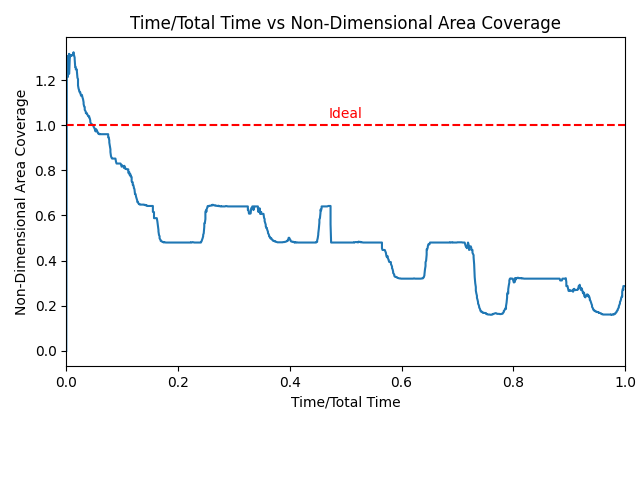 Time/Total Time vs Non-Dimensional Area Coverage
Non-Dimensional Area Coverage
1.2
1.0
0.8
0.6
0.4
0.2
0.0
Ideal
0.0 0.2 0.4 0.6 0.8 1.0
Time/Total Time